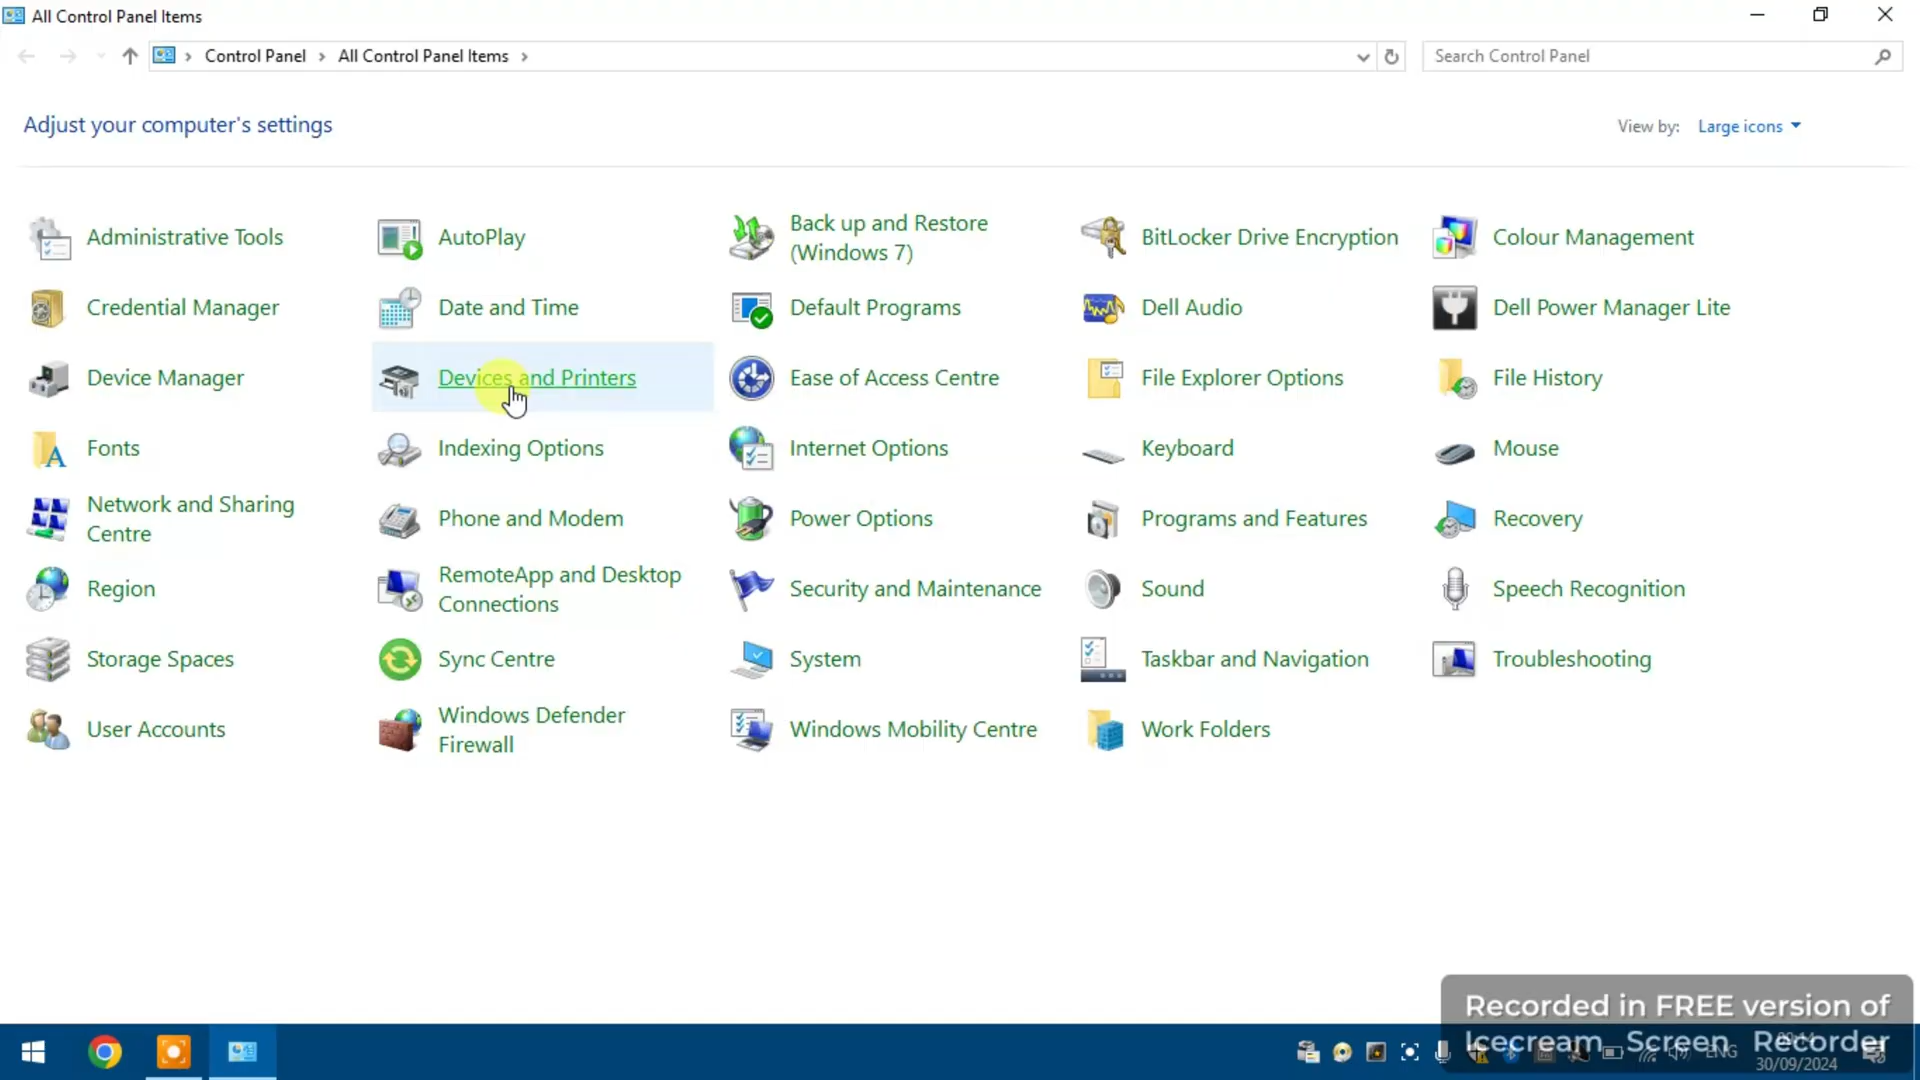 All Control Panel Items
Control Panel
All Control Panel Items
Search Control Panel
Adjust your computer's settings
View by: Large icons
Administrative Tools
AutoPlay
Back up and Restore
(Windows 7)
BitLocker Drive Encryption
Colour Management
Credential Manager
Date and Time
Default Programs
Dell Audio
Dell Power Manager Lite
Device Manager
Devices and Printers
Ease of Access Centre
File Explorer Options
File History
Fonts
Indexing Options
Internet Options
Keyboard
Mouse
Network and Sharing
Centre
Phone and Modem
Power Options
Programs and Features
Recovery
Region
RemoteApp and Desktop
Connections
Security and Maintenance
Sound
Speech Recognition
Storage Spaces
Sync Centre
System
Taskbar and Navigation
Troubleshooting
User Accounts
Windows Defender
Firewall
Windows Mobility Centre
Work Folders
Recorded in FREE version of
Icecream Screen Recorder
ENG
30/09/2024